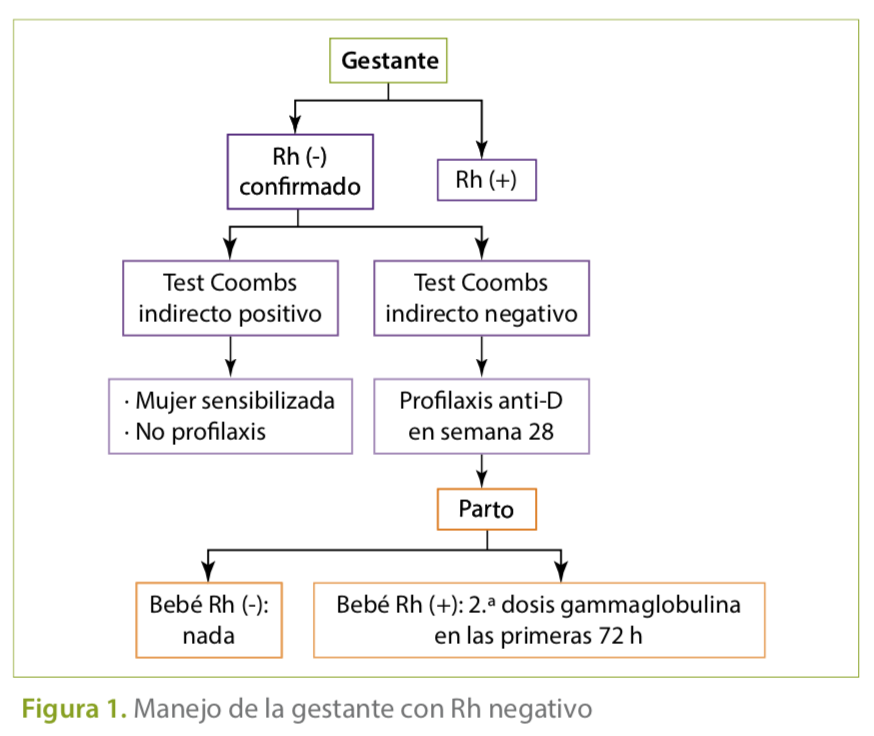 Gestante
Rh (-)
confirmado
Rh (+)
Test Coombs
indirecto positivo
Test Coombs
indirecto negativo
· Mujer sensibilizada
· No profilaxis
Profilaxis anti-D
en semana 28
Parto
Bebé Rh (-):
nada
Bebé Rh (+): 2.ª dosis gammaglobulina
en las primeras 72 h
Figura 1. Manejo de la gestante con Rh negativo